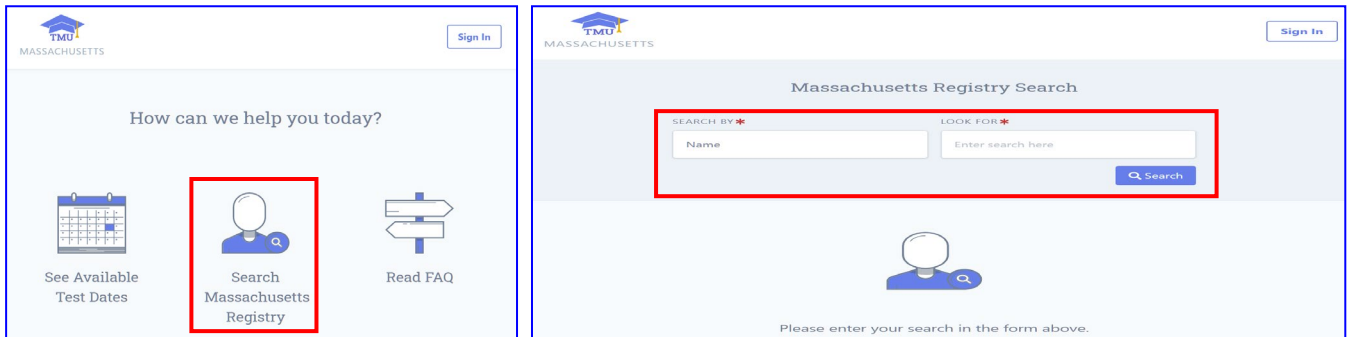 TMU
MASSACHUSETTS
Sign In
How can we help you today?
See Available
Test Dates
Search
Massachusetts
Registry
Read FAQ
TMU
MASSACHUSETTS
Sign In
Massachusetts Registry Search
SEARCH BY* LOOK FOR*
Name Enter search here
Search
Please enter your search in the form above.